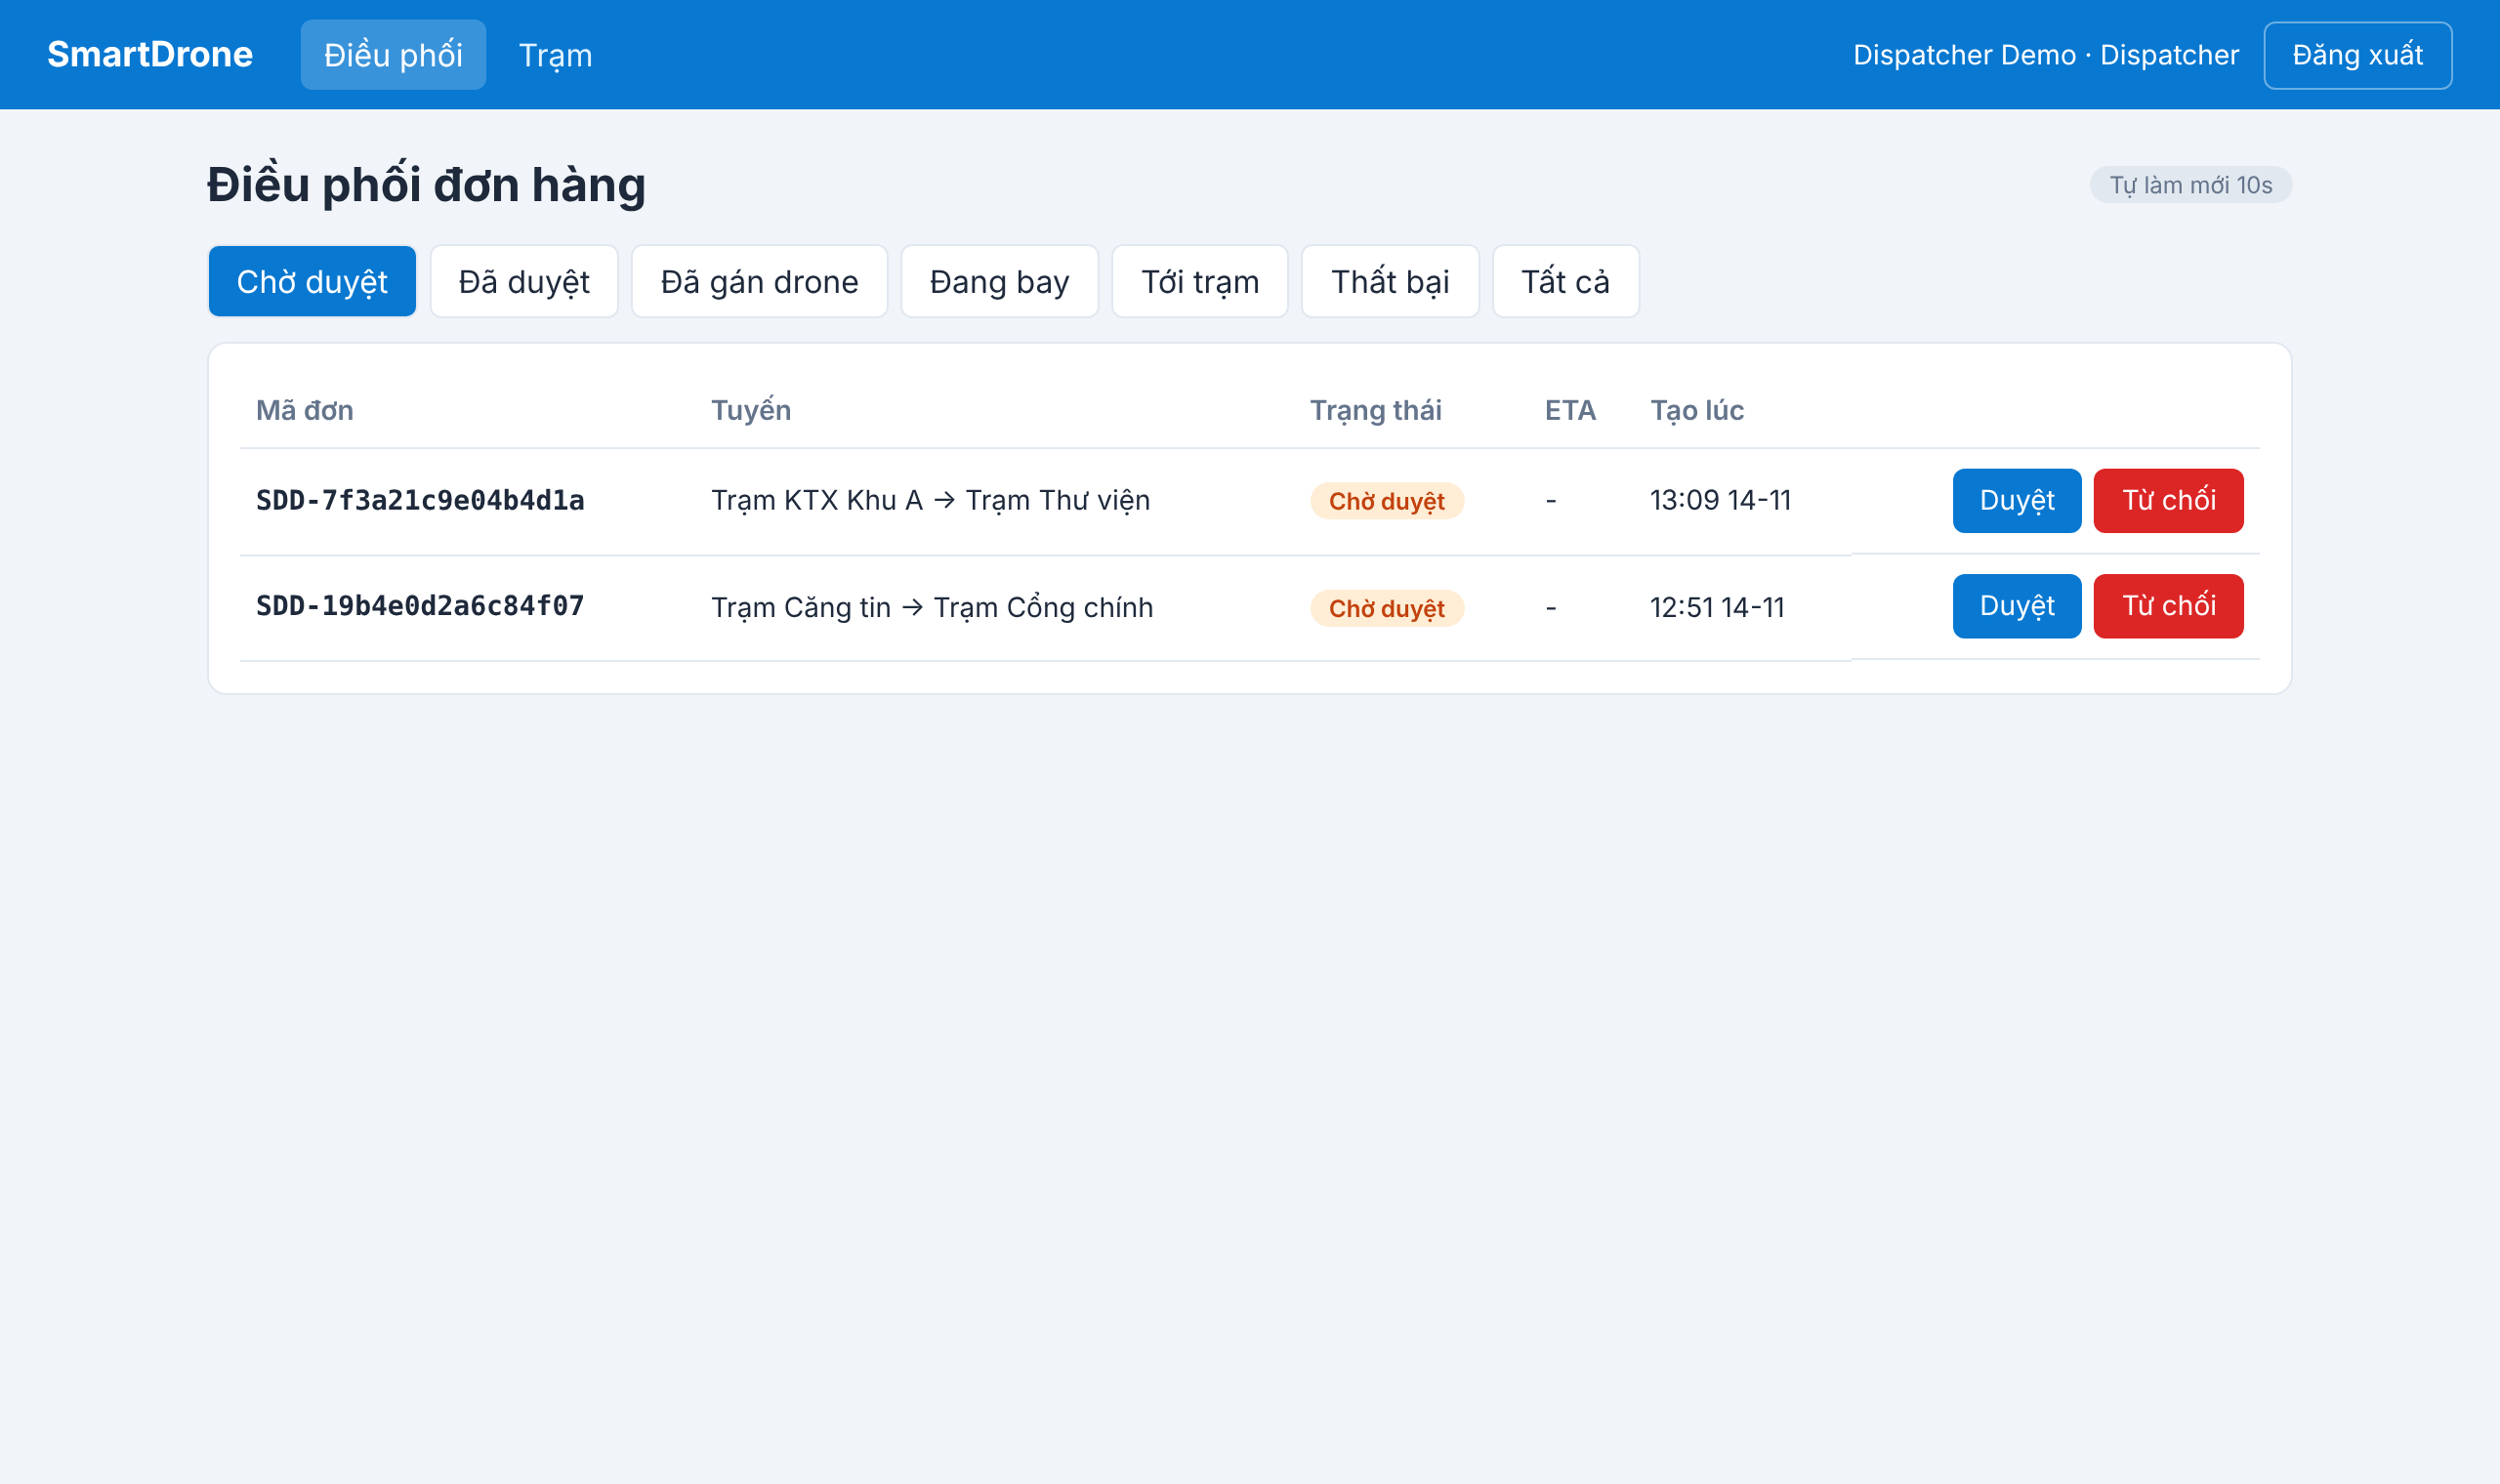 SmartDrone Điều phối Trạm Dispatcher Demo · Dispatcher Đăng xuất
Điều phối đơn hàng Tự làm mới 10s
Chờ duyệt Đã duyệt Đã gán drone Đang bay Tới trạm Thất bại Tất cả
Mã đơn Tuyến Trạng thái ETA Tạo lúc
SDD-7f3a21c9e04b4d1a Trạm KTX Khu A → Trạm Thư viện Chờ duyệt - 13:09 14-11 Duyệt Từ chối
SDD-19b4e0d2a6c84f07 Trạm Căng tin → Trạm Cổng chính Chờ duyệt - 12:51 14-11 Duyệt Từ chối